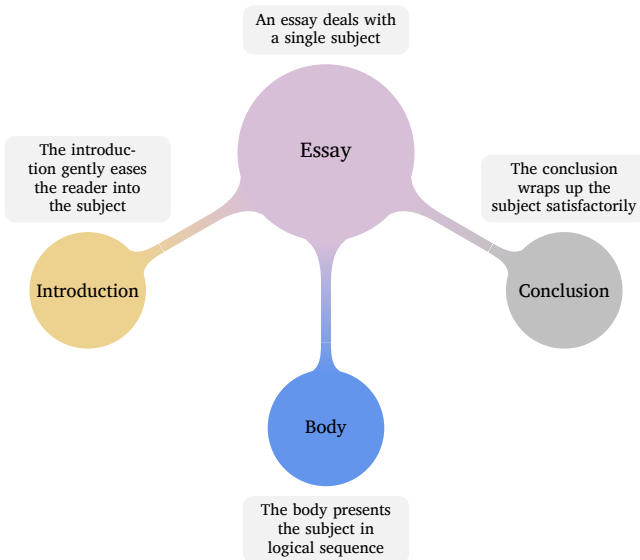 An essay deals with
a single subject
Essay
The introduc-
tion gently eases
the reader into
the subject
Introduction
The conclusion
wraps up the
subject satisfactorily
Conclusion
Body
The body presents
the subject in
logical sequence